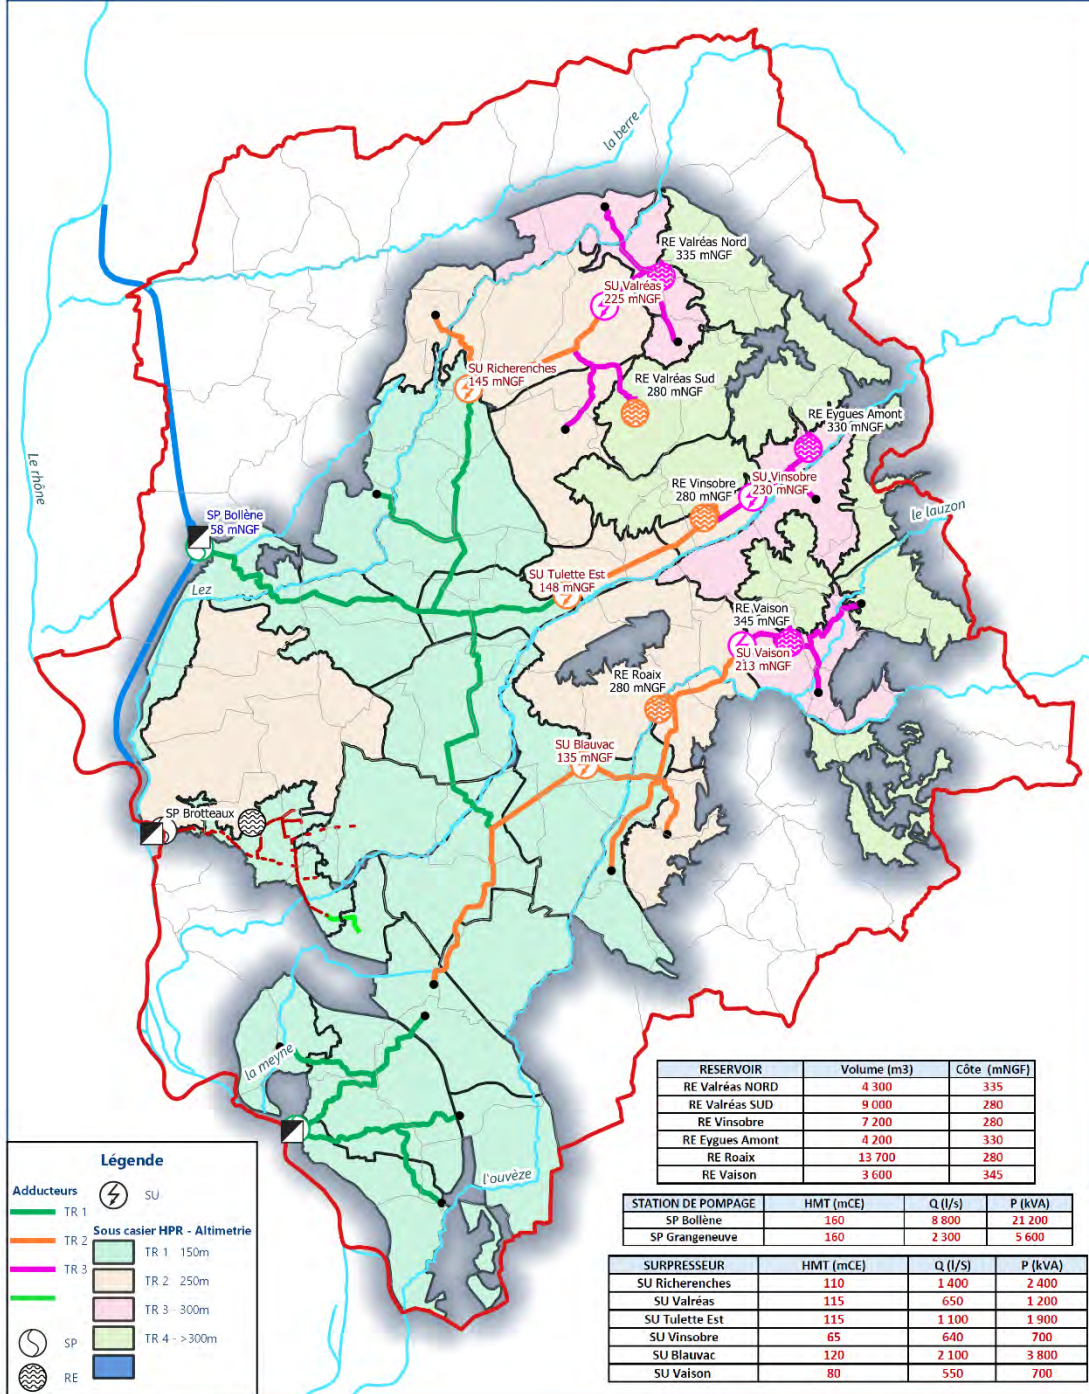 la berre
RE Valréas Nord
335 mNGF
SU Valréas
225 mNGF
SU Richerenches
145 mNGF
RE Valréas Sud
280 mNGF
RE Eygues Amont
330 mNGF
Le rhône
SU Vinsobre
230 mNGF
RE Vinsobre
280 mNGF
le lauzon
SP Bollène
58 mNGF
Lez
SU Tulette Est
148 mNGF
RE Vaison
345 mNGF
SU Vaison
213 mNGF
RE Roaix
280 mNGF
SU Blauvac
135 mNGF
SP Brotteaux
la meyne
l'ouvèze
RESERVOIR Volume (m3) Côte (mNGF)
RE Valréas NORD 4 300 335
RE Valréas SUD 9 000 280
RE Vinsobre 7 200 280
RE Eygues Amont 4 200 330
RE Roaix 13 700 280
RE Vaison 3 600 345
STATION DE POMPAGE HMT (mCE) Q (l/s) P (kVA)
SP Bollène 160 8 800 21 200
SP Grangeneuve 160 2 300 5 600
SURPRESSEUR HMT (mCE) Q (l/S) P (kVA)
SU Richerenches 110 1 400 2 400
SU Valréas 115 650 1 200
SU Tulette Est 115 1 100 1 900
SU Vinsobre 65 640 700
SU Blauvac 120 2 100 3 800
SU Vaison 80 550 700
Légende
Adducteurs
TR 1
TR 2
TR 3
SP
RE
SU
Sous casier HPR - Altimetrie
TR 1 150m
TR 2 250m
TR 3 - 300m
TR 4 - >300m